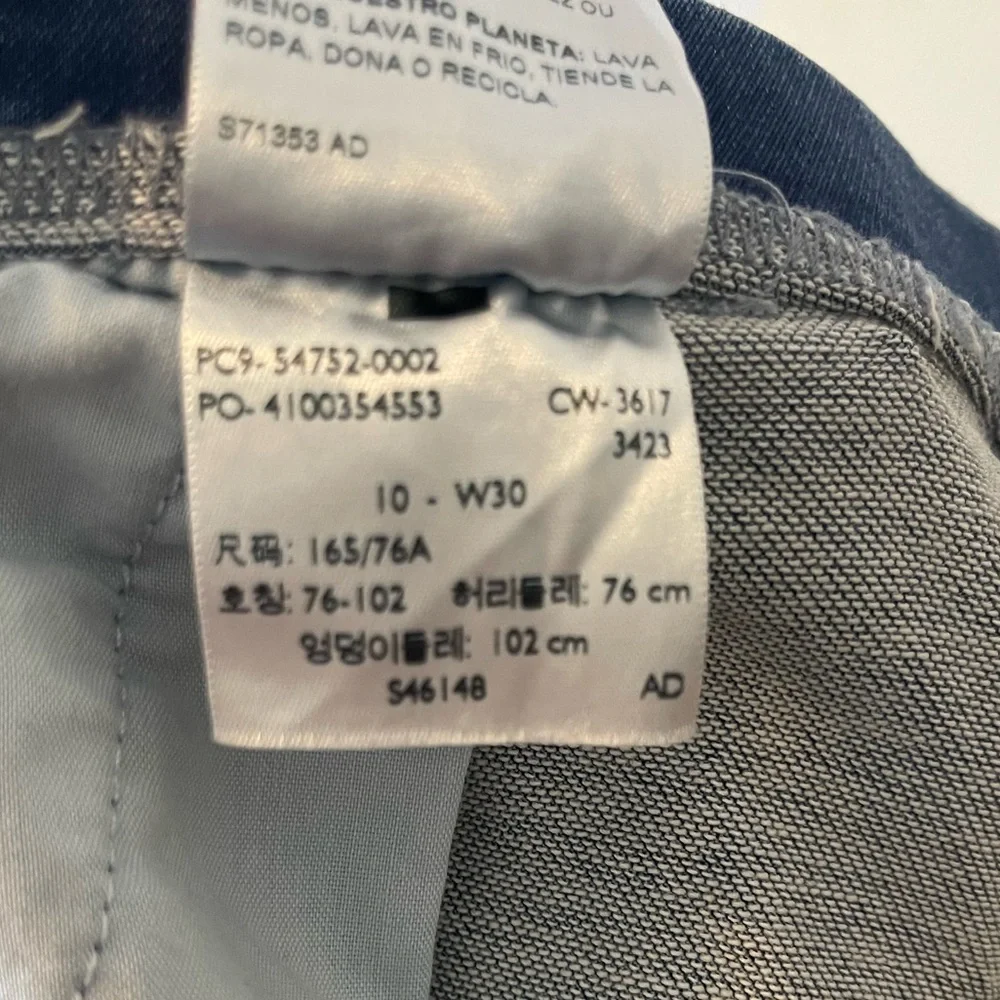 PLANETA: LAVA
MENOS, LAVA EN FRIO, TIENDE LA
ROPA, DONA O RECICLA.
S71353 AD
PC9- 54752-0002
PO- 4100354553 CW- 3617
3423
10 - W30
尺码: 165/76A
호칭: 76-102 허리둘레: 76 cm
엉덩이둘레: 102 cm
S46148 AD